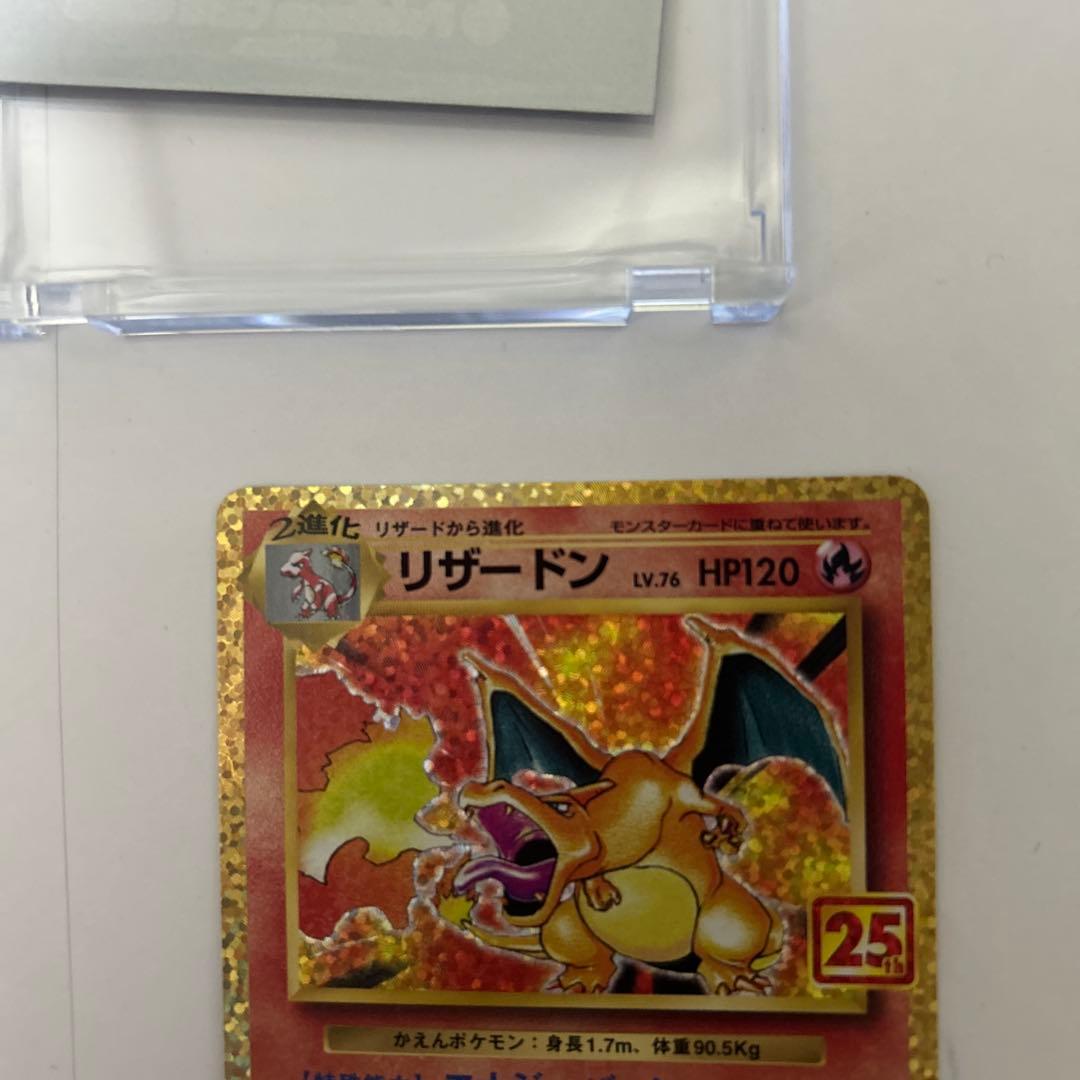 2進化 リザードから進化 モンスターカードに重ねて使います。
リザードン LV.76 HP120
25th
かえんポケモン：身長1.7m、体重90.5Kg